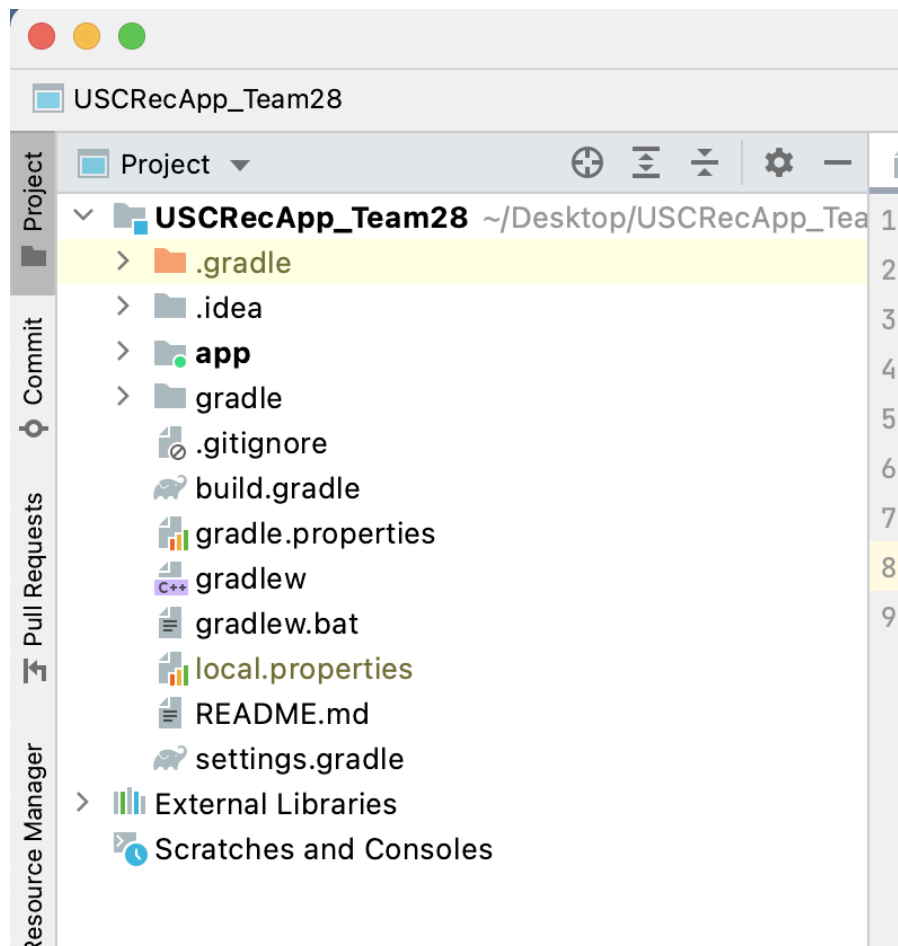 USCRecApp_Team28
Project
Commit
Pull Requests
Resource Manager
Project
USCRecApp_Team28 ~/Desktop/USCRecApp_Tea
.gradle
.idea
app
gradle
.gitignore
build.gradle
gradle.properties
C++ gradlew
gradlew.bat
local.properties
README.md
settings.gradle
External Libraries
Scratches and Consoles
1
2
3
4
5
6
7
8
9